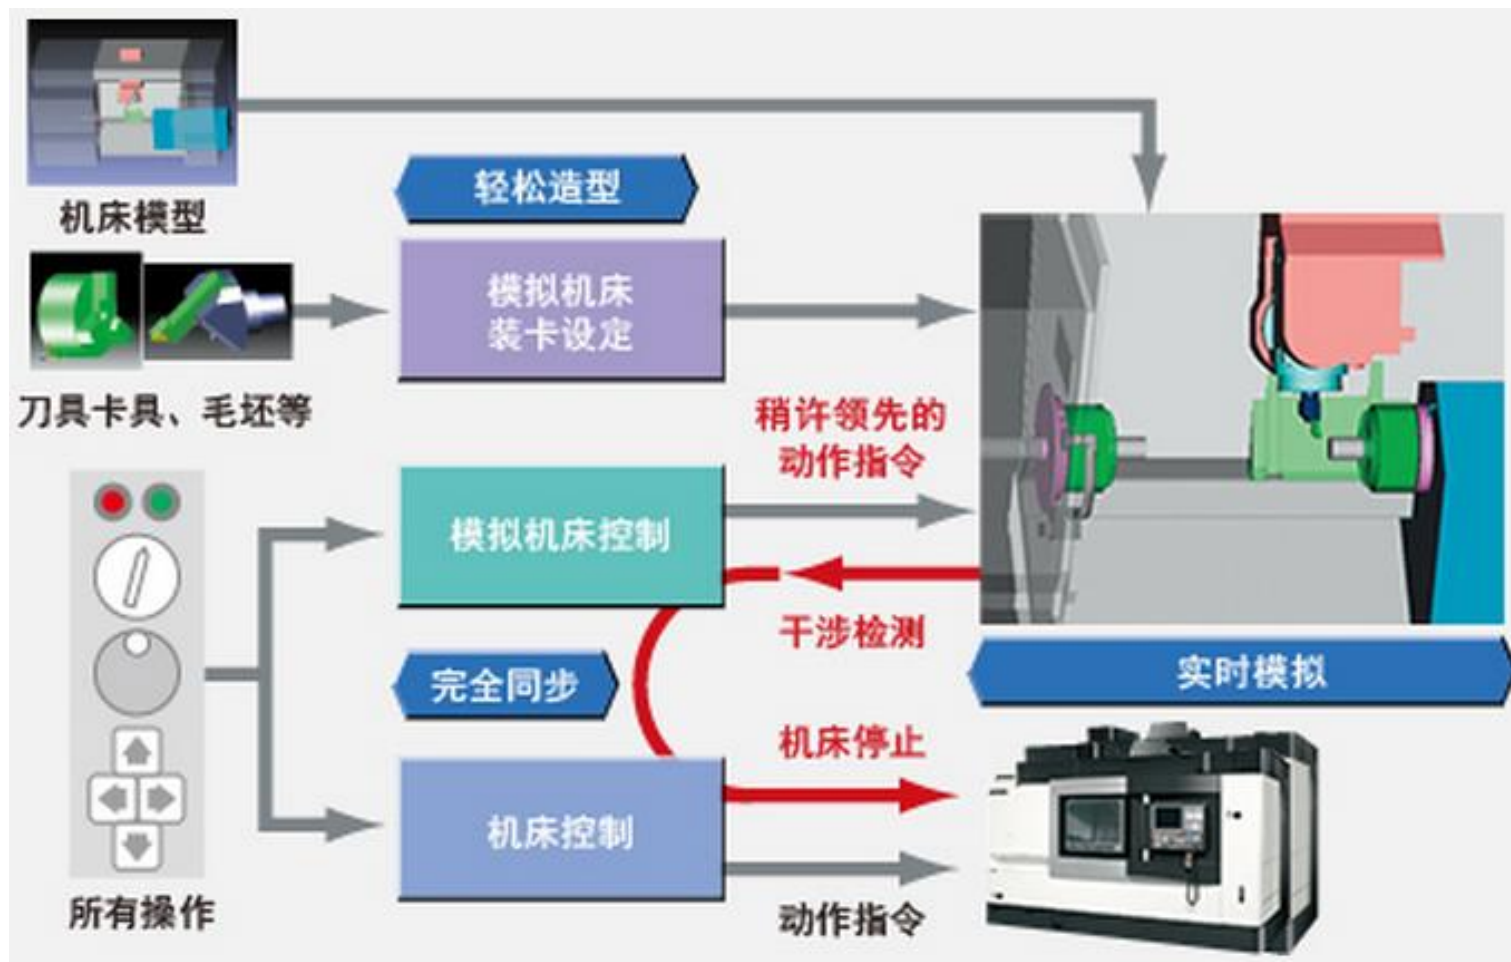 机床模型
轻松造型
模拟机床
装卡设定
刀具卡具、毛坯等
稍许领先的
动作指令
模拟机床控制
干涉检测
完全同步
实时模拟
机床停止
机床控制
动作指令
所有操作